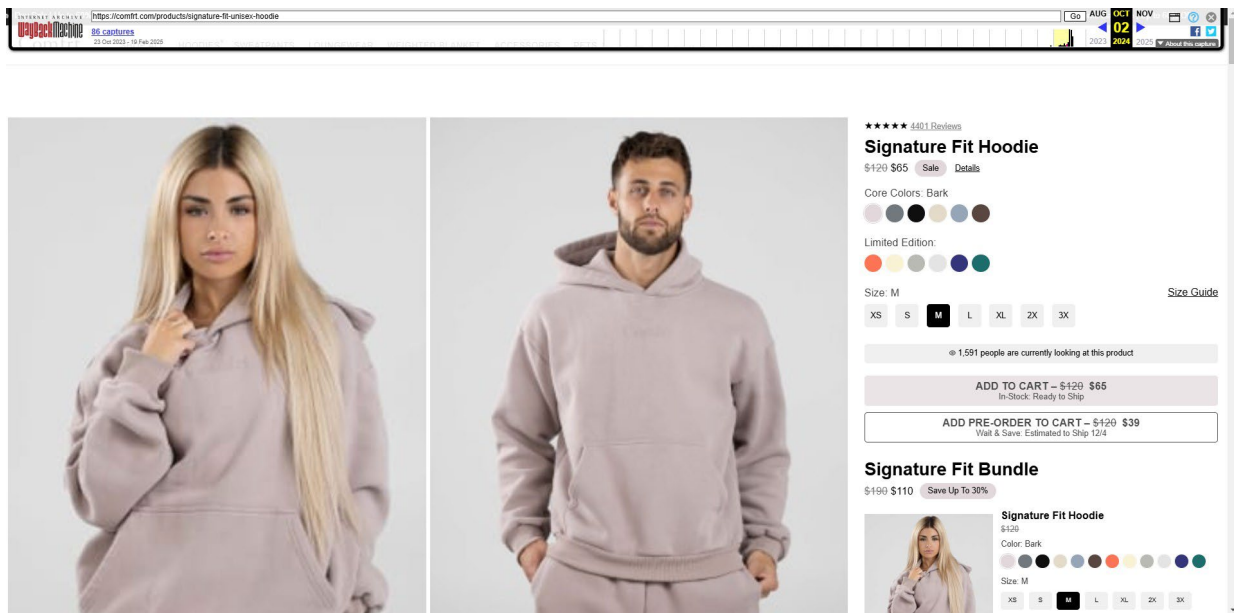 INTERNET ARCHIVE
WayBackMachine
https://comfrt.com/products/signature-fit-unisex-hoodie
Go
86 captures
23 Oct 2023 - 19 Feb 2025
AUG OCT NOV
02
2023 2024 2025
About this capture
★★★★★ 4401 Reviews
Signature Fit Hoodie
$120 $65 Sale Details
Core Colors: Bark
Limited Edition:
Size: M
Size Guide
XS S M L XL 2X 3X
1,591 people are currently looking at this product
ADD TO CART – $120 $65
In-Stock: Ready to Ship
ADD PRE-ORDER TO CART – $120 $39
Wait & Save: Estimated to Ship 12/4
Signature Fit Bundle
$190 $110 Save Up To 30%
Signature Fit Hoodie
$120
Color: Bark
Size: M
XS S M L XL 2X 3X